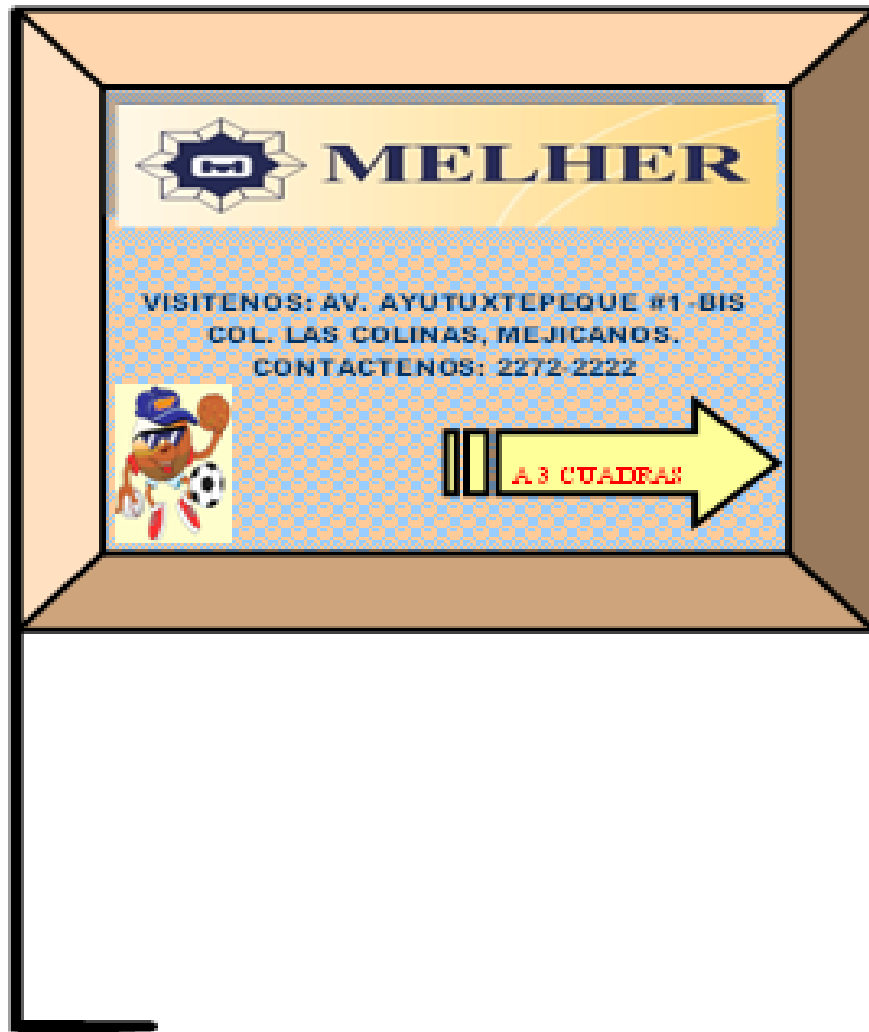 MELHER
VISITENOS: AV. AYUTUXTEPEQUE #1-BIS
COL. LAS COLINAS, MEJICANOS.
CONTACTENOS: 2272-2222
A 3 CUADRAS